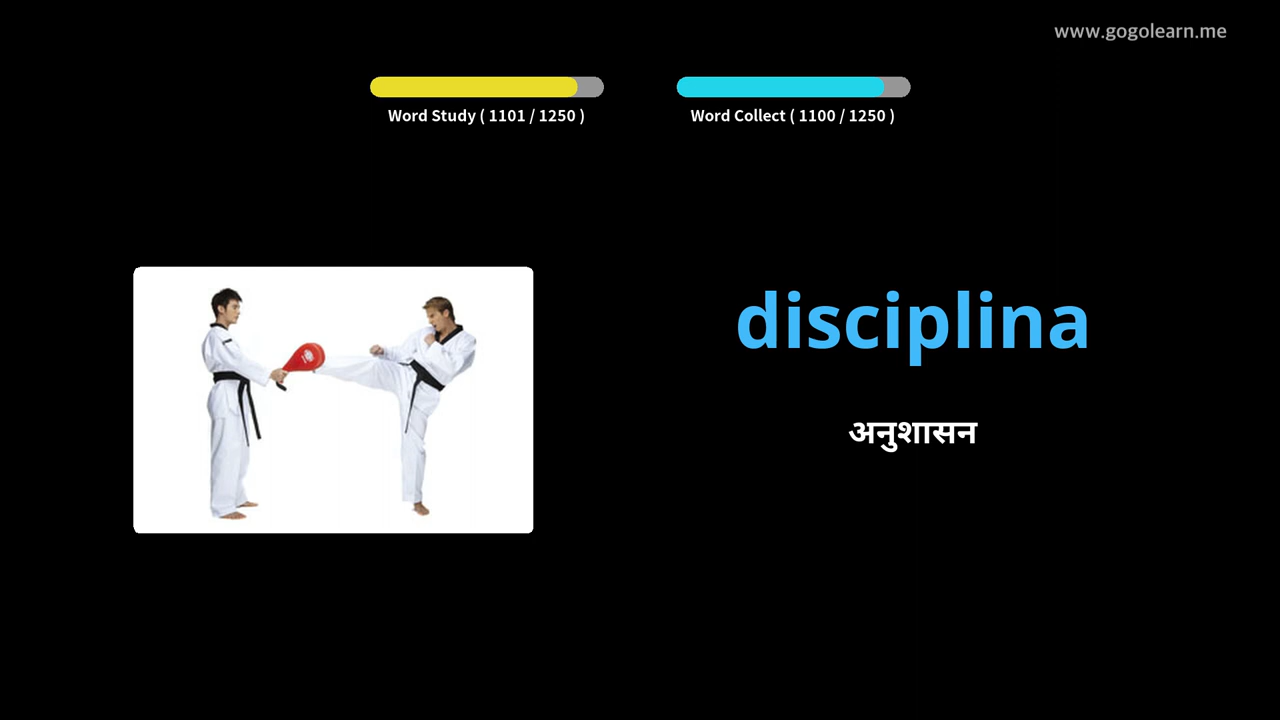 www.gogolearn.me
Word Study ( 1101 / 1250 )
Word Collect ( 1100 / 1250 )
disciplina
अनुशासन